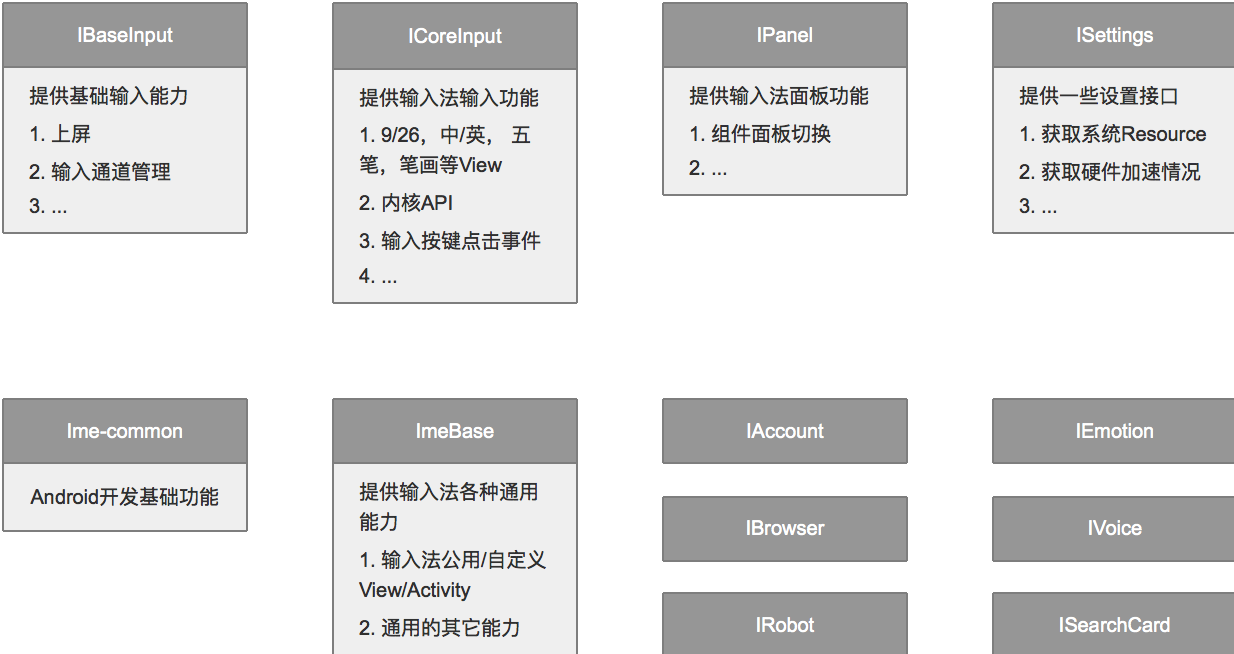 IBaseInput
提供基础输入能力
1. 上屏
2. 输入通道管理
3. ...
ICoreInput
提供输入法输入功能
1. 9/26，中/英， 五
笔，笔画等View
2. 内核API
3. 输入按键点击事件
4. ...
IPanel
提供输入法面板功能
1. 组件面板切换
2. ...
ISettings
提供一些设置接口
1. 获取系统Resource
2. 获取硬件加速情况
3. ...
Ime-common
Android开发基础功能
ImeBase
提供输入法各种通用
能力
1. 输入法公用/自定义
View/Activity
2. 通用的其它能力
IAccount
IBrowser
IRobot
IEmotion
IVoice
ISearchCard